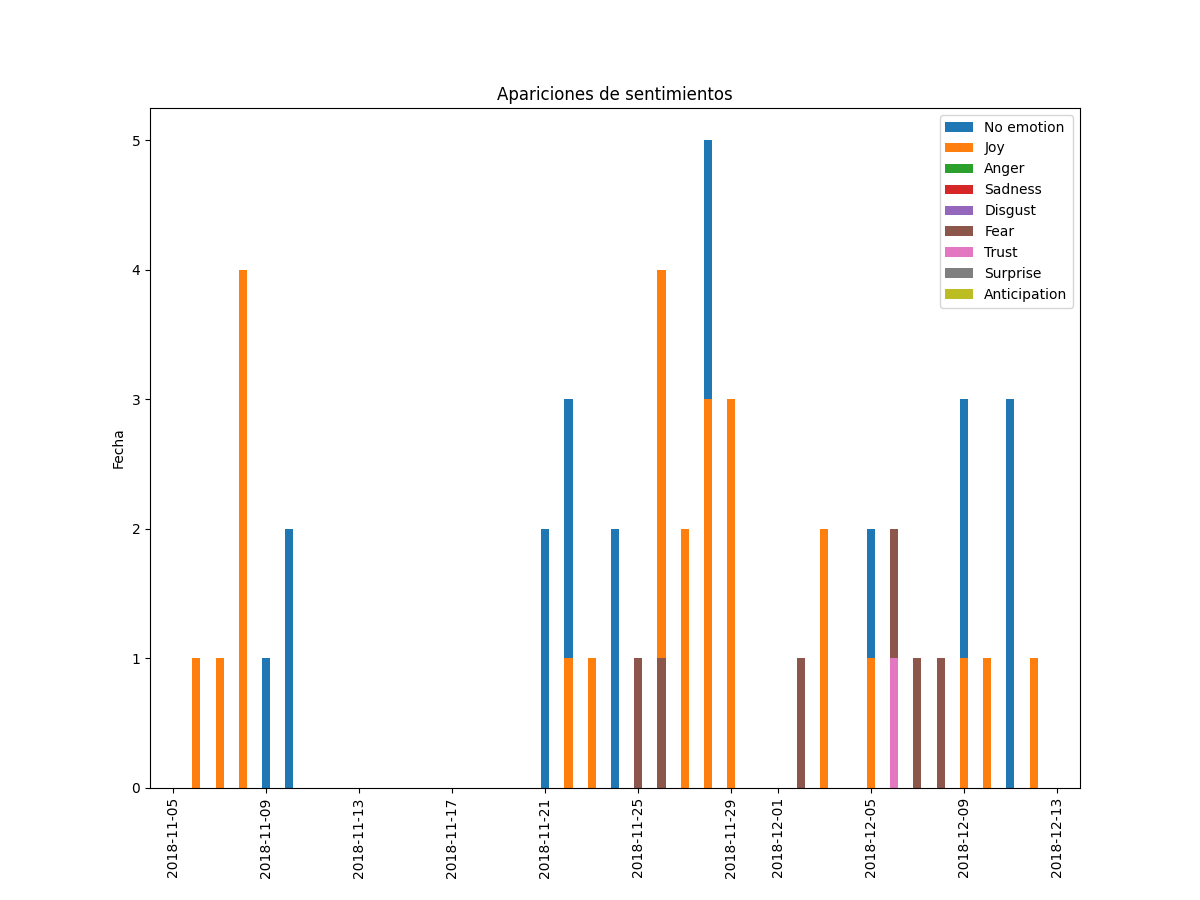 Apariciones de sentimientos
No emotion
Joy
Anger
Sadness
Disgust
Fear
Trust
Surprise
Anticipation
Fecha
5
4
3
2
1
0
2018-11-05
2018-11-09
2018-11-13
2018-11-17
2018-11-21
2018-11-25
2018-11-29
2018-12-01
2018-12-05
2018-12-09
2018-12-13